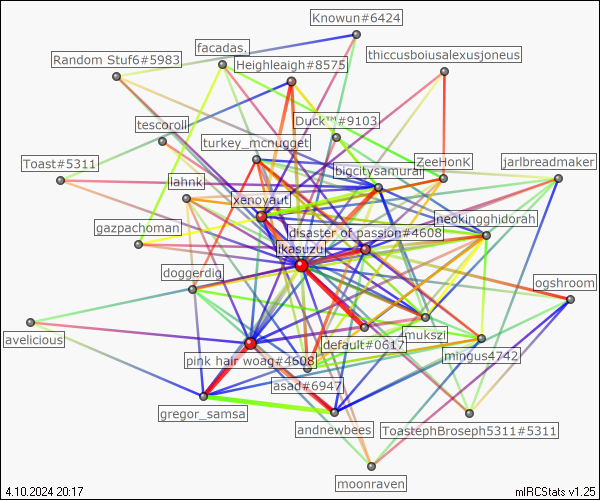 Knowun#6424
facadas.
thiccusboiusalexusjoneus
Random Stuf6#5983
Heighleaigh#8575
Duck™#9103
tescoroll
turkey_mcnugget
Toast#5311
bigcitysamurai
ZeeHonK
jarlbreadmaker
lahnk
xenoyaut
neokingghidorah
gazpachoman
disaster of passion#4608
ikasuzu
doggerdig
ogshroom
avelicious
default#0617
mukszi
pink hair woag#4608
mingus4742
asad#6947
gregor_samsa
andnewbees
ToastephBroseph5311#5311
moonraven
4.10.2024 20:17
mIRCStats v1.25